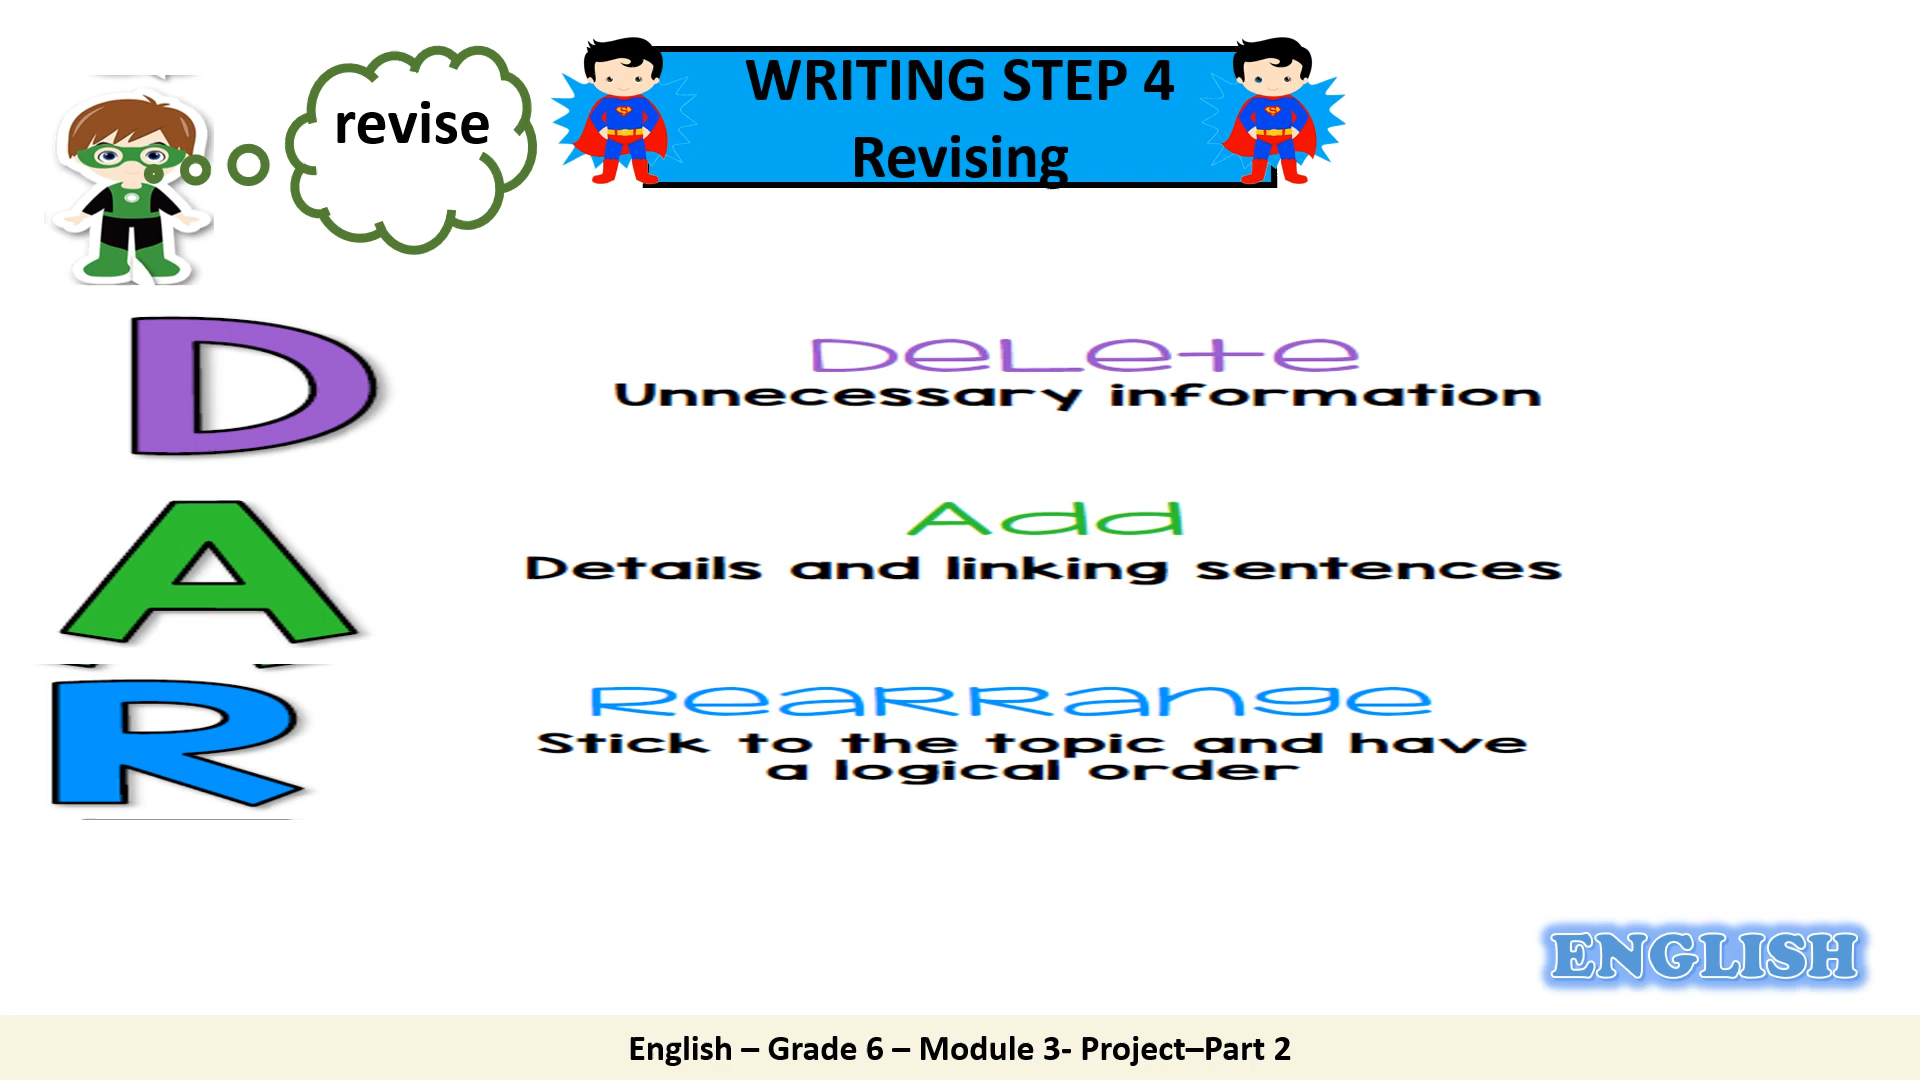 revise
WRITING STEP 4
Revising
D
Delete
Unnecessary information
A
Add
Details and linking sentences
R
Rearrange
Stick to the topic and have
a logical order
ENGLISH
English – Grade 6 – Module 3- Project–Part 2